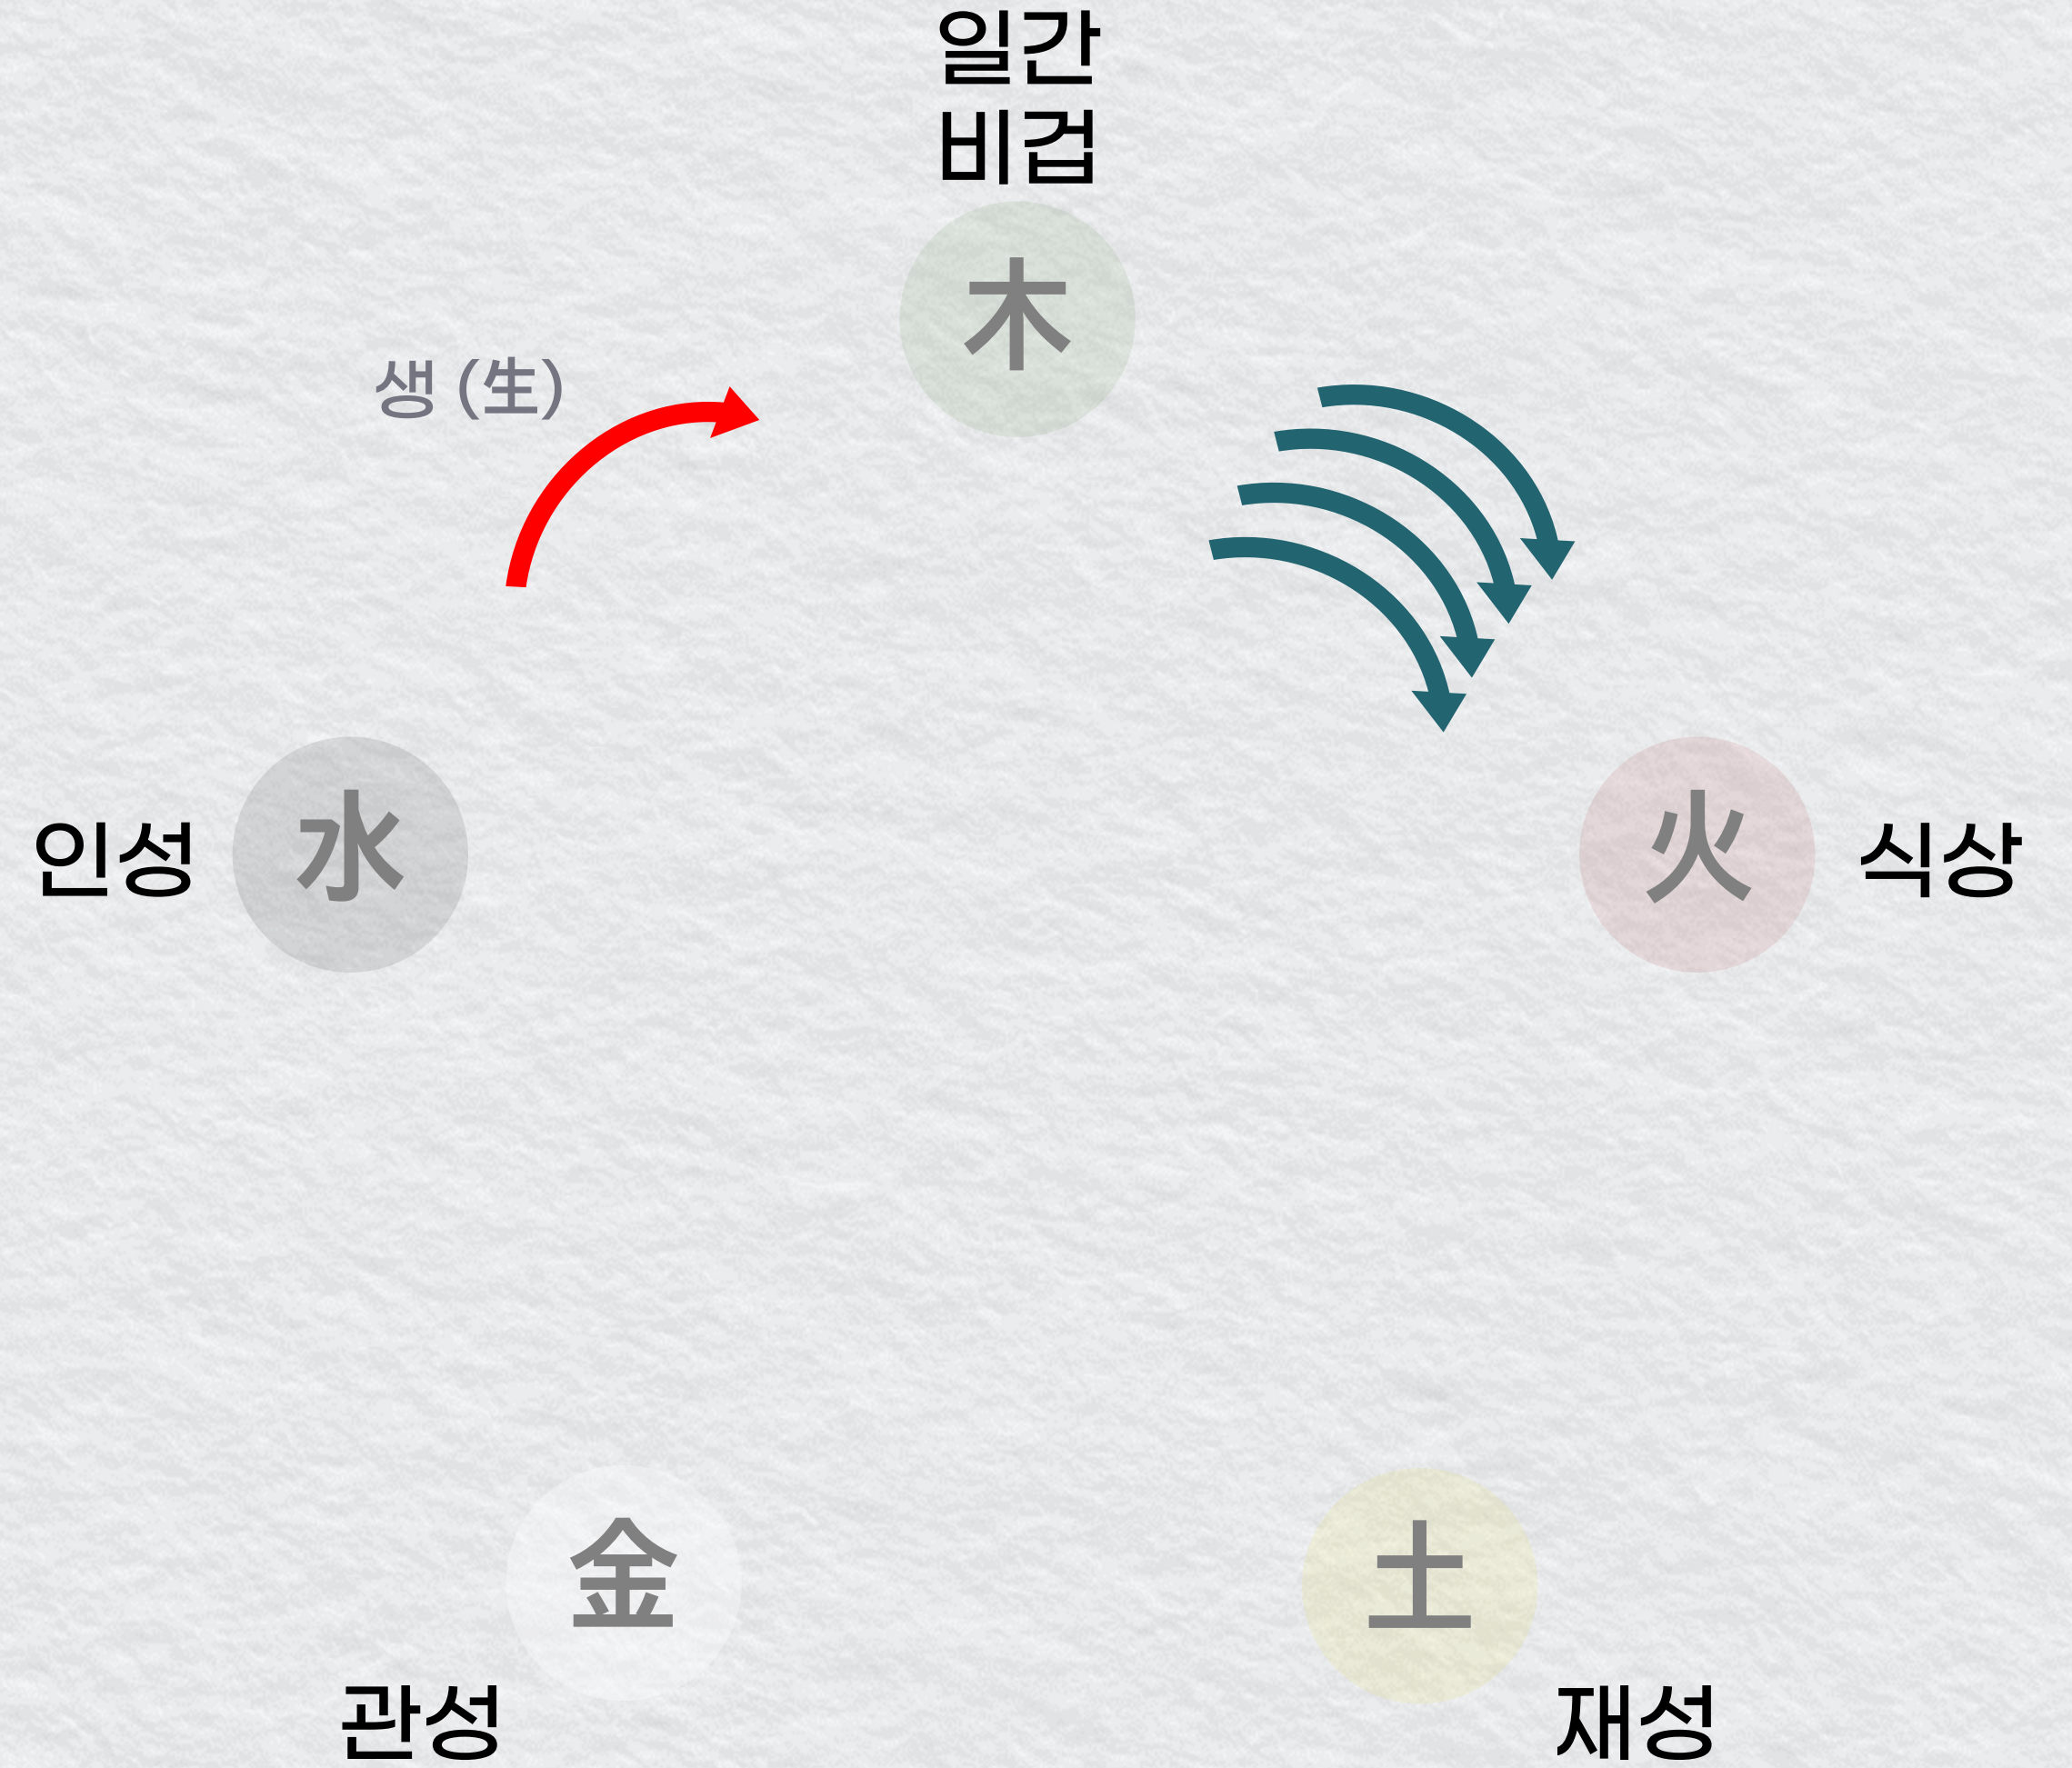 일간
비겁
木
생 (生)
인성
水
火
식상
金
土
관성
재성